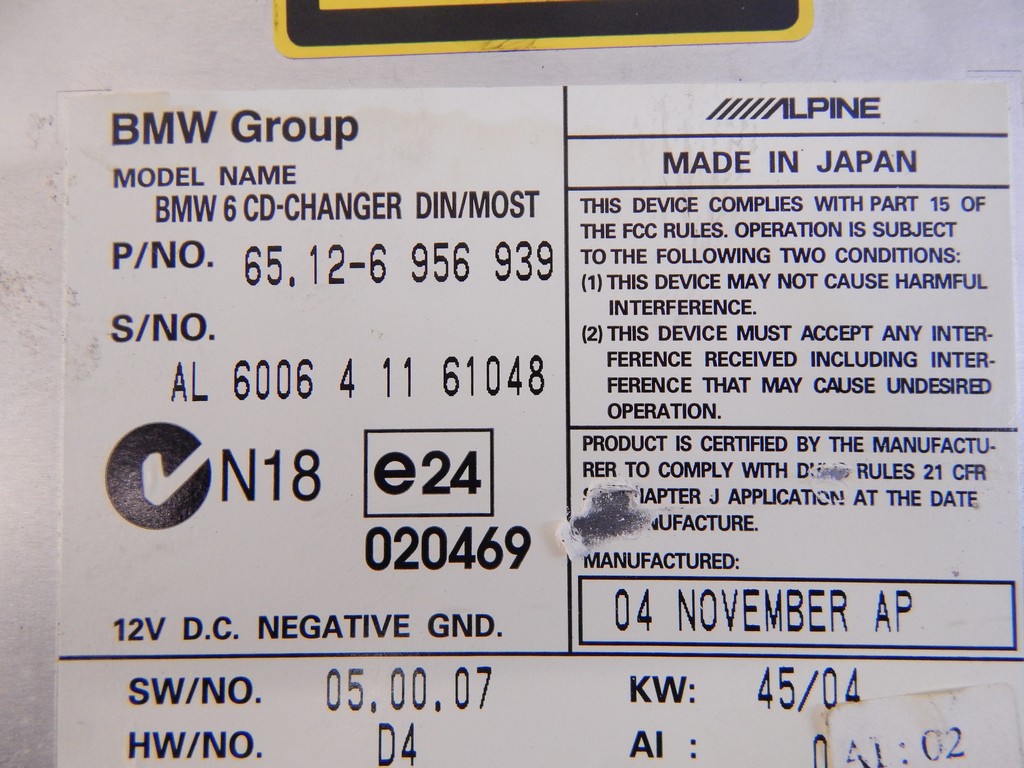 BMW Group
MODEL NAME
BMW 6 CD-CHANGER DIN/MOST
P/NO. 65.12-6 956 939
S/NO.
AL 6006 4 11 61048
N18
e24
020469
12V D.C. NEGATIVE GND.
ALPINE
MADE IN JAPAN
THIS DEVICE COMPLIES WITH PART 15 OF
THE FCC RULES. OPERATION IS SUBJECT
TO THE FOLLOWING TWO CONDITIONS:
(1) THIS DEVICE MAY NOT CAUSE HARMFUL
INTERFERENCE.
(2) THIS DEVICE MUST ACCEPT ANY INTER-
FERENCE RECEIVED INCLUDING INTER-
FERENCE THAT MAY CAUSE UNDESIRED
OPERATION.
PRODUCT IS CERTIFIED BY THE MANUFACTU-
RER TO COMPLY WITH RULES 21 CFR
J APPLICATION AT THE DATE
MANUFACTURED:
04 NOVEMBER AP
SW/NO. 05.00.07
KW: 45/04
HW/NO. D4
AI :
AI : 02